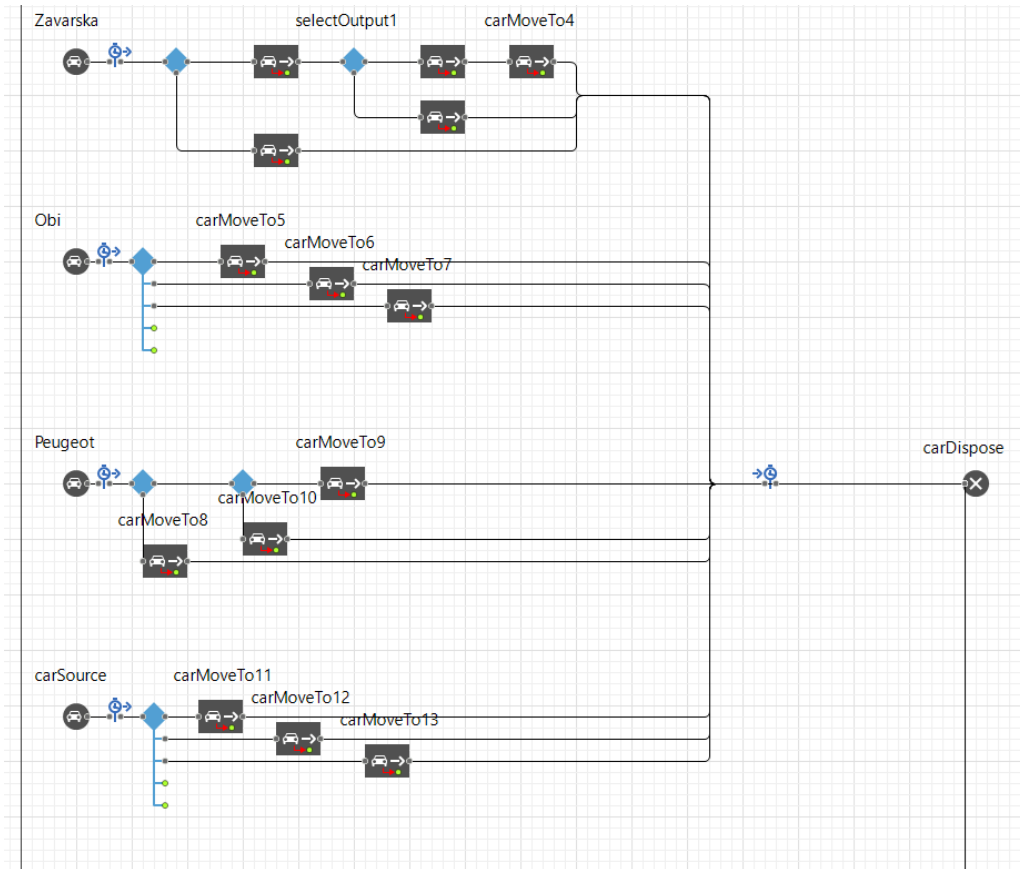 Zavarska
selectOutput1
carMoveTo4
Obi
carMoveTo5
carMoveTo6
carMoveTo7
Peugeot
carMoveTo9
carDispose
carMoveTo10
carMoveTo8
carSource
carMoveTo11
carMoveTo12
carMoveTo13